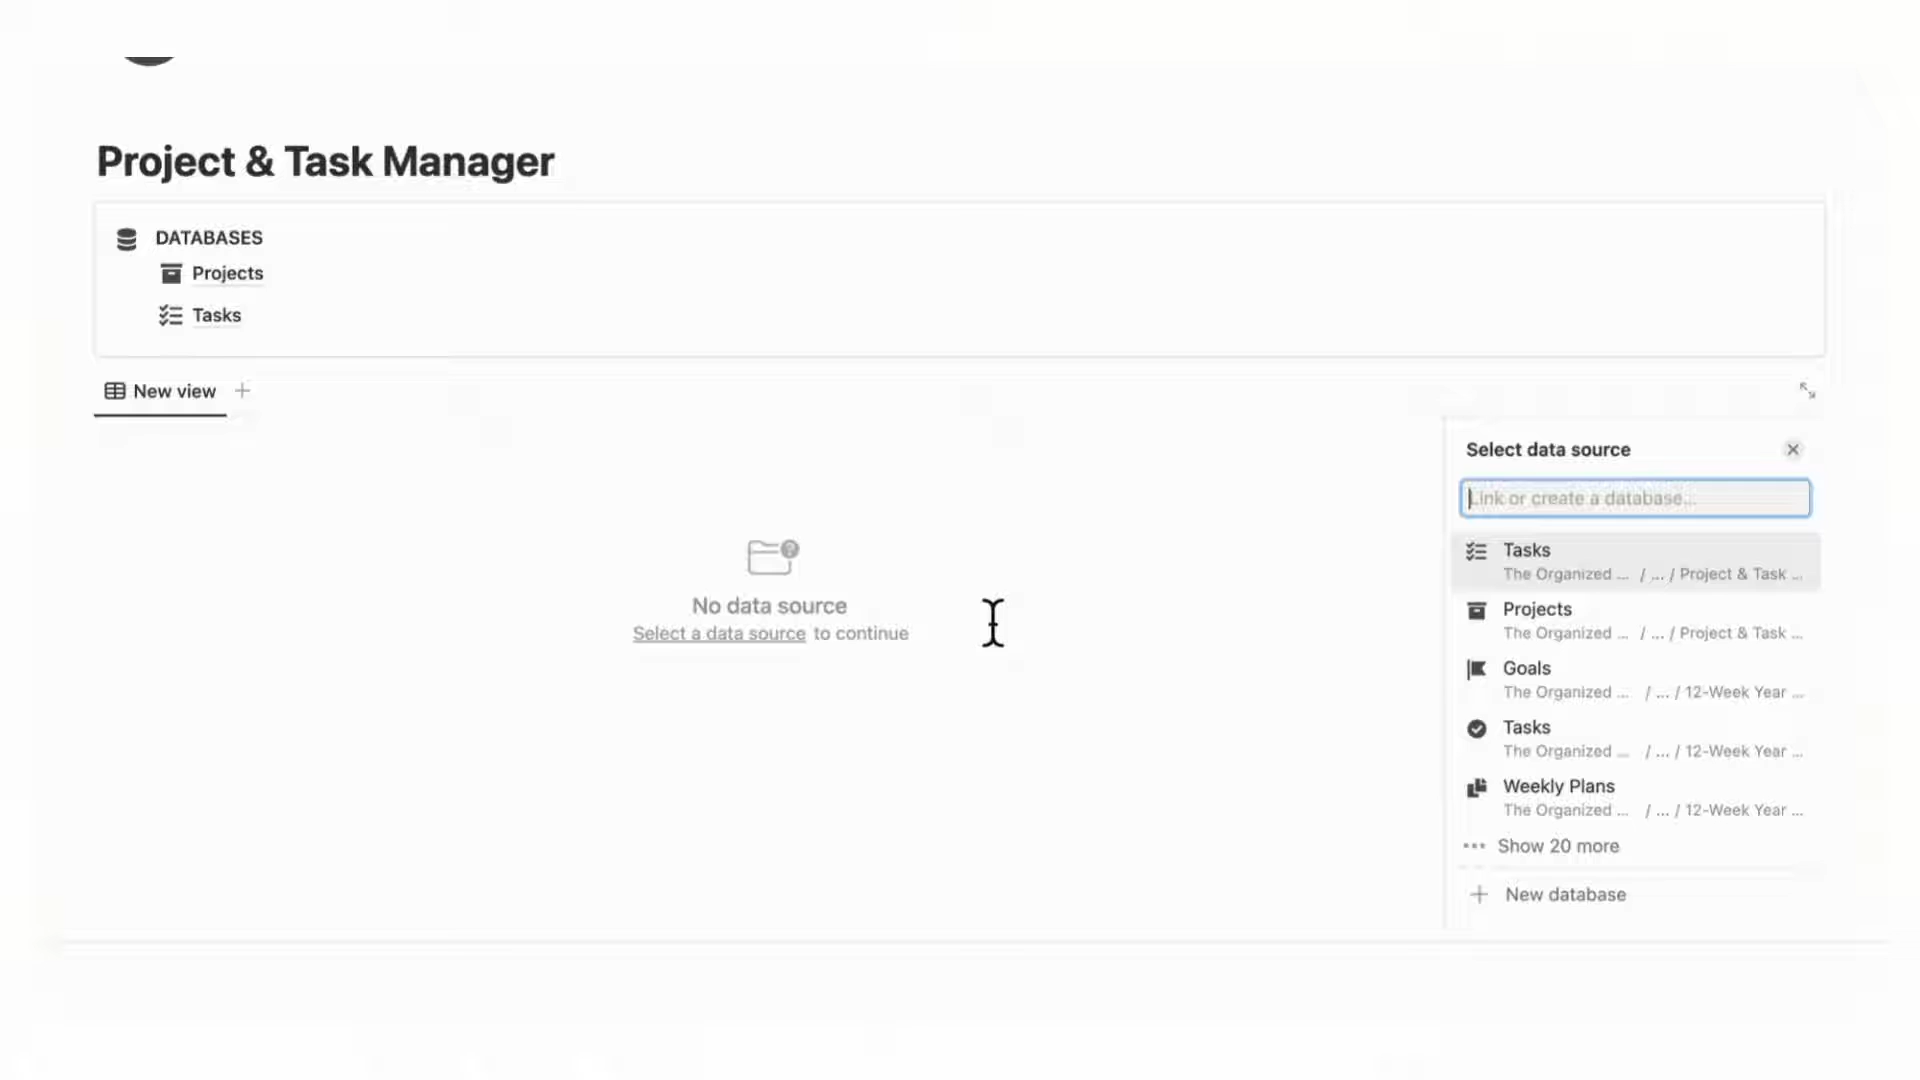 Project & Task Manager
DATABASES
Projects
Tasks
New view
No data source
Select a data source to continue
Select data source
Link or create a database...
Tasks
The Organized ... / ... / Project & Task ...
Projects
The Organized ... / ... / Project & Task ...
Goals
The Organized ... / ... / 12-Week Year ...
Tasks
The Organized ... / ... / 12-Week Year ...
Weekly Plans
The Organized ... / ... / 12-Week Year ...
Show 20 more
New database